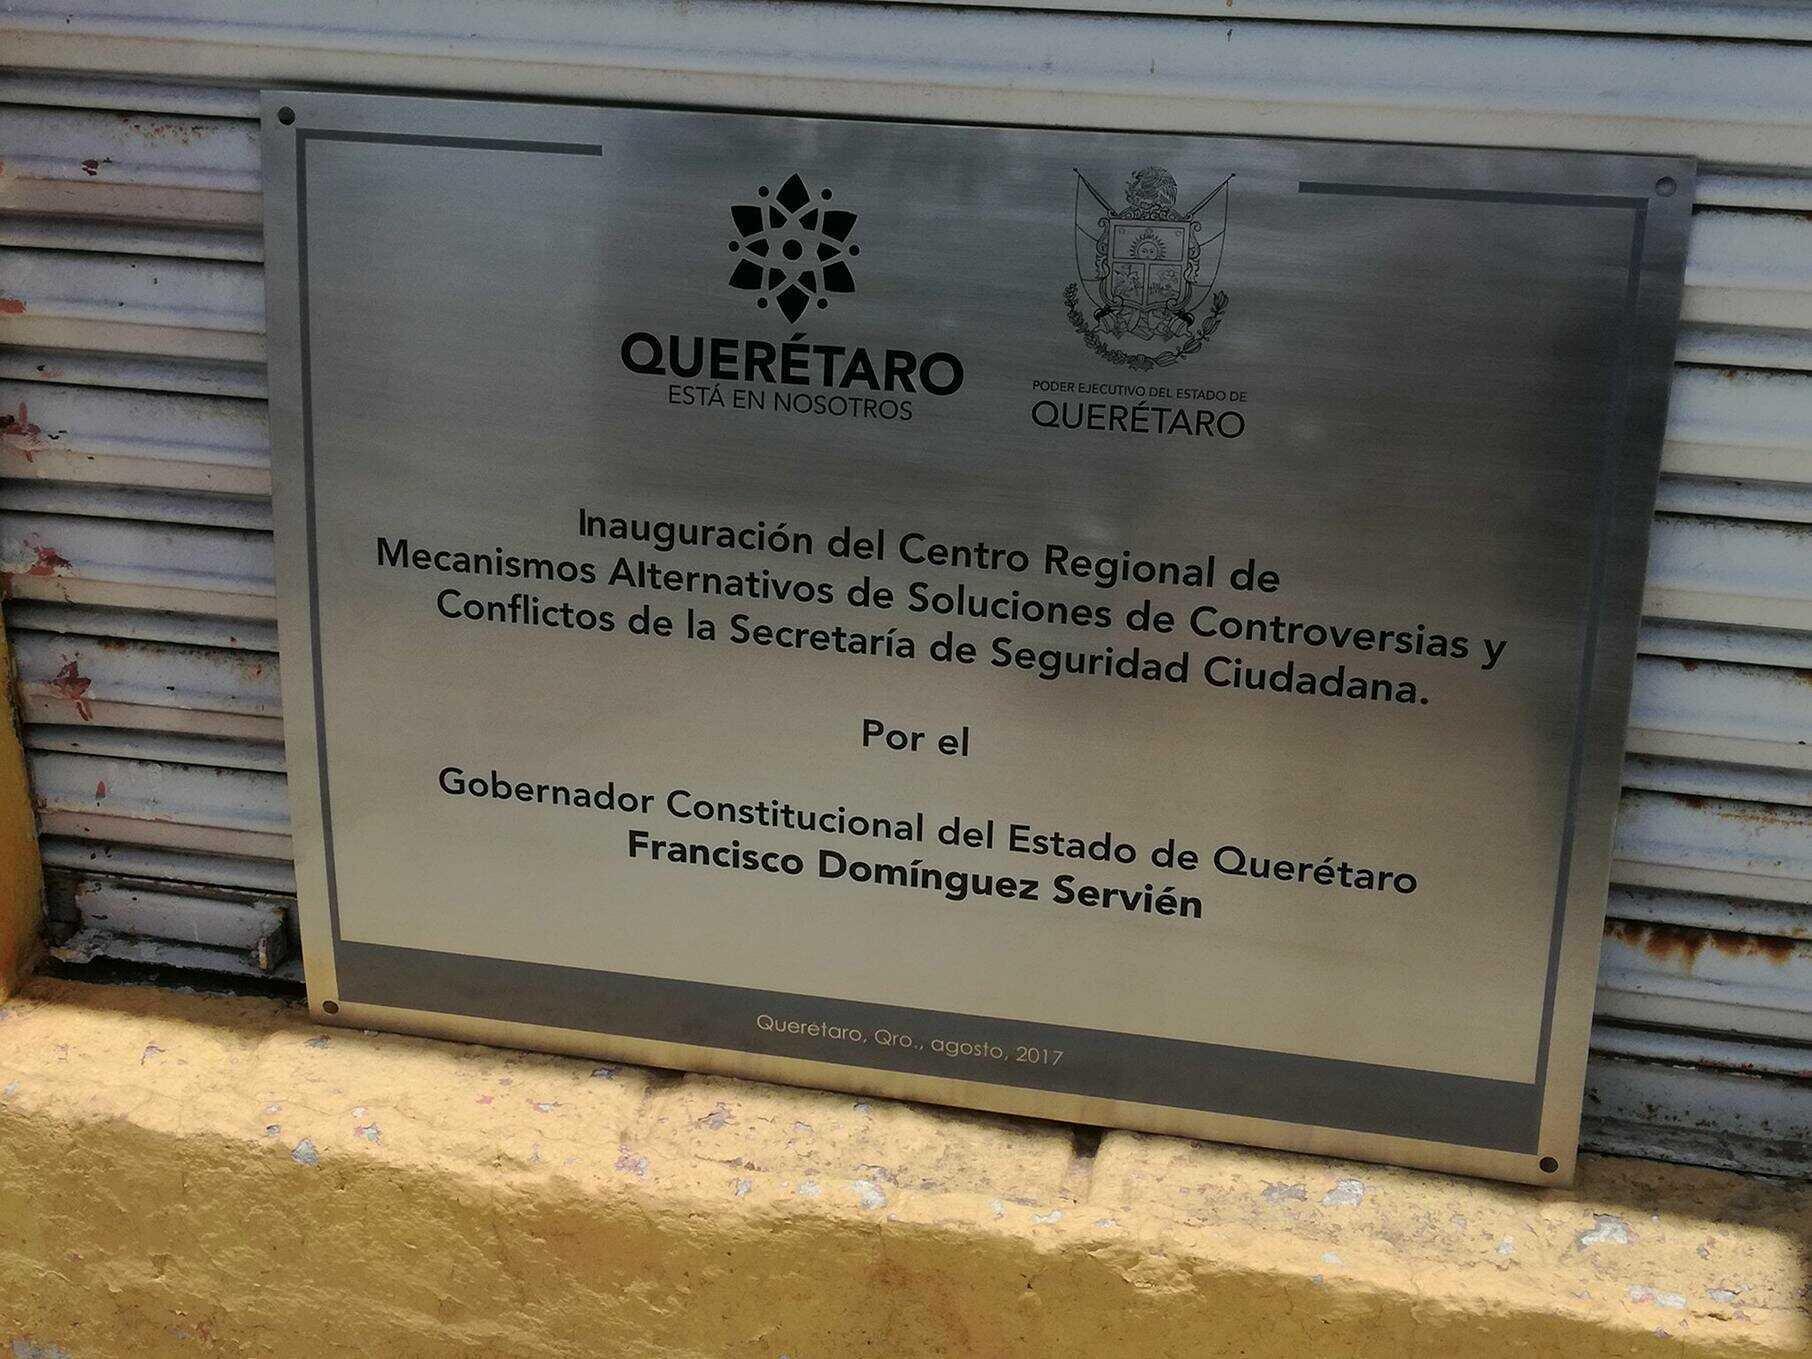 QUERÉTARO
ESTÁ EN NOSOTROS
PODER EJECUTIVO DEL ESTADO DE
QUERÉTARO
Inauguración del Centro Regional de
Mecanismos Alternativos de Soluciones de Controversias y
Conflictos de la Secretaría de Seguridad Ciudadana.
Por el
Gobernador Constitucional del Estado de Querétaro
Francisco Domínguez Servién
Querétaro, Qro., agosto, 2017